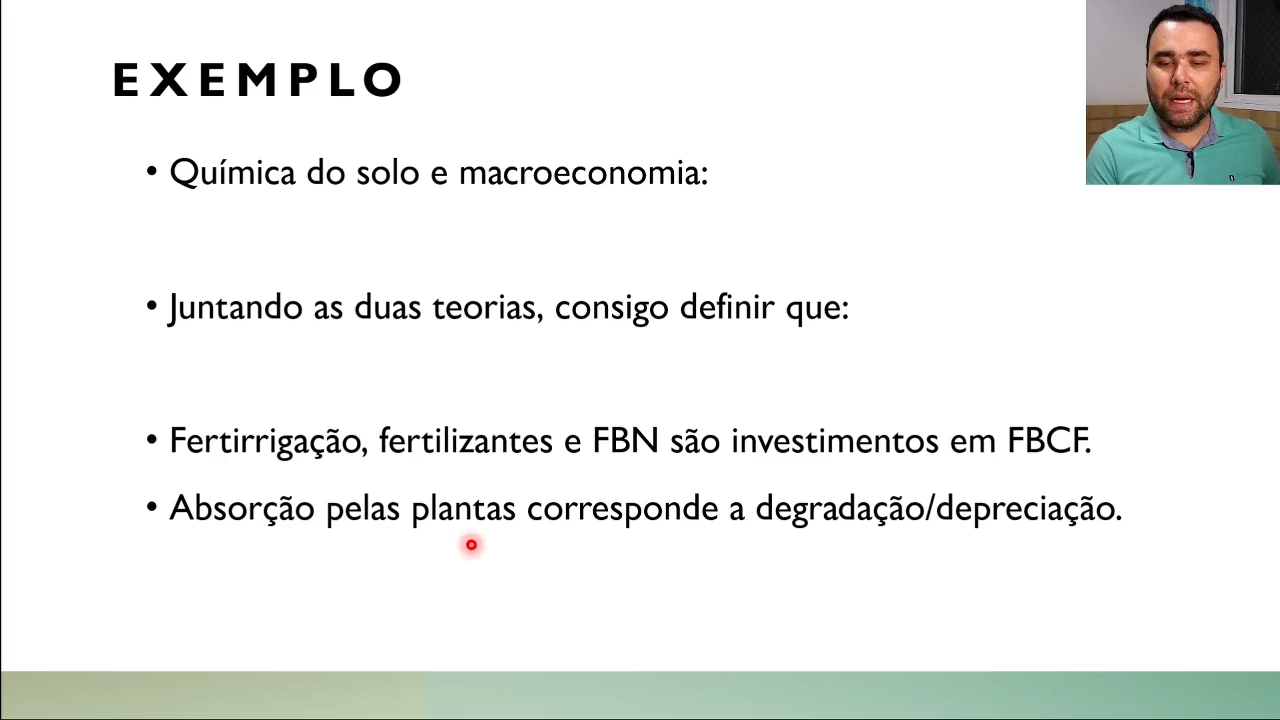 EXEMPLO
• Química do solo e macroeconomia:
• Juntando as duas teorias, consigo definir que:
• Fertirrigação, fertilizantes e FBN são investimentos em FBCF.
• Absorção pelas plantas corresponde a degradação/depreciação.